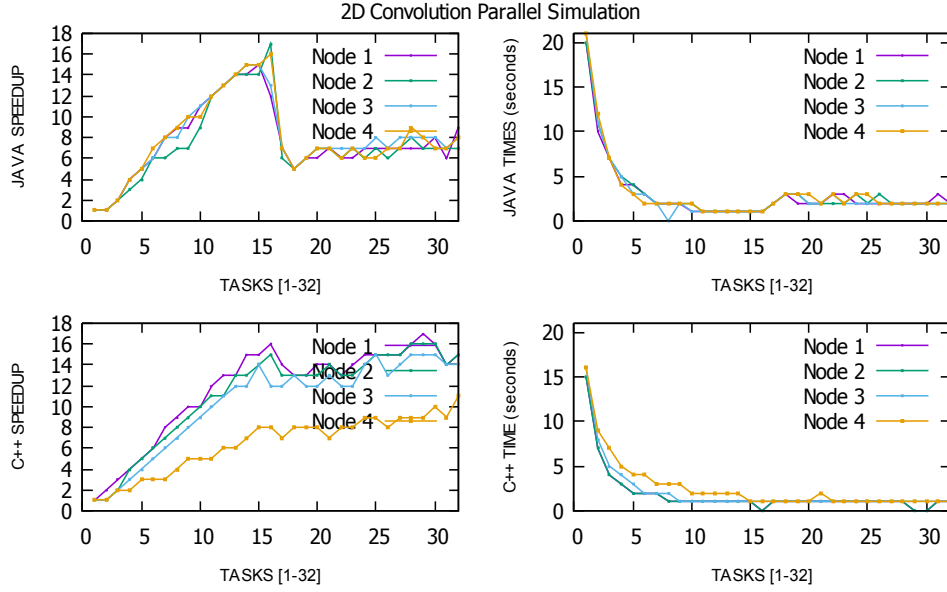 2D Convolution Parallel Simulation
JAVA SPEEDUP
18
16
14
12
10
8
6
4
2
0
Node 1
Node 2
Node 3
Node 4
0 5 10 15 20 25 30
TASKS [1-32]
JAVA TIMES (seconds)
20
15
10
5
0
Node 1
Node 2
Node 3
Node 4
0 5 10 15 20 25 30
TASKS [1-32]
C++ SPEEDUP
18
16
14
12
10
8
6
4
2
0
Node 1
Node 2
Node 3
Node 4
0 5 10 15 20 25 30
TASKS [1-32]
C++ TIME (seconds)
20
15
10
5
0
Node 1
Node 2
Node 3
Node 4
0 5 10 15 20 25 30
TASKS [1-32]